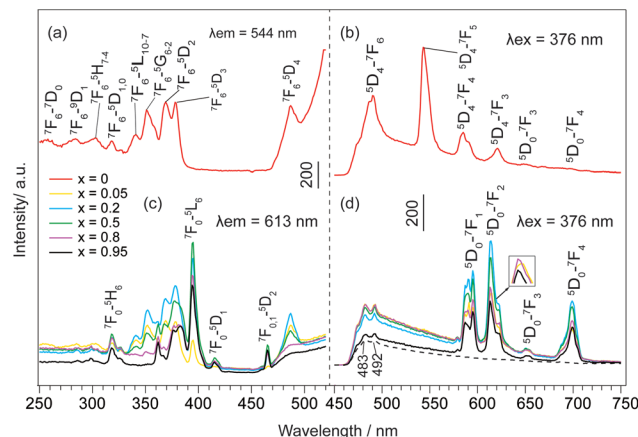 (a)
λem = 544 nm
⁷F₆-⁷D₀
⁷F₆-⁹D₁
⁷F₆-⁵H₇₋₄
⁷F₆-⁵D₁,₀
⁷F₆-⁵L₁₀₋₇
⁷F₆-⁵G₆₋₂
⁷F₆-⁵D₂
⁷F₆-⁵D₃
⁷F₆-⁵D₄
200
(b)
λex = 376 nm
⁵D₄-⁷F₆
⁵D₄-⁷F₅
⁵D₄-⁷F₄
⁵D₄-⁷F₃
⁵D₀-⁷F₃
⁵D₀-⁷F₄
200
Intensity/ a.u.
x = 0
x = 0.05
x = 0.2
x = 0.5
x = 0.8
x = 0.95
(c)
λem = 613 nm
⁷F₀-⁵H₆
⁷F₀-⁵L₆
⁷F₀-⁵D₁
⁷F₀,₁-⁵D₂
(d)
λex = 376 nm
⁵D₀-⁷F₁
⁵D₀-⁷F₂
⁵D₀-⁷F₃
⁵D₀-⁷F₄
483
492
250 300 350 400 450 500 450 500 550 600 650 700 750
Wavelength / nm